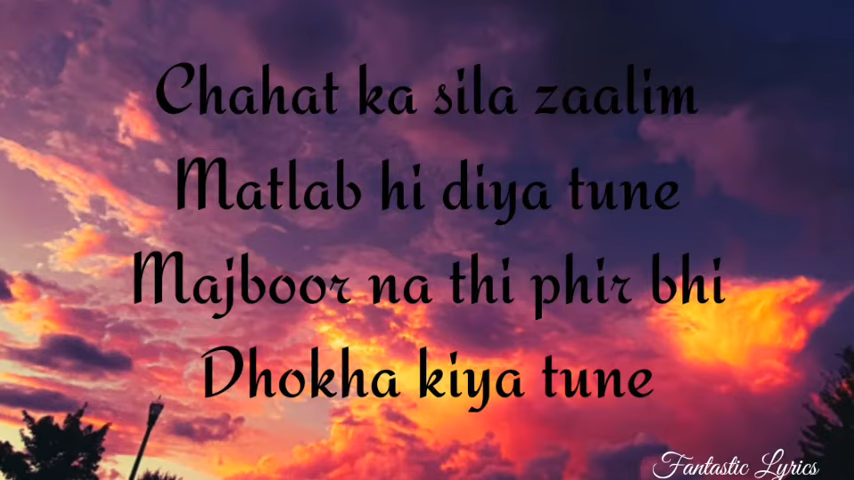 Chahat ka sila zaalim
Matlab hi diya tune
Majboor na thi phir bhi
Dhokha kiya tune
Fantastic Lyrics